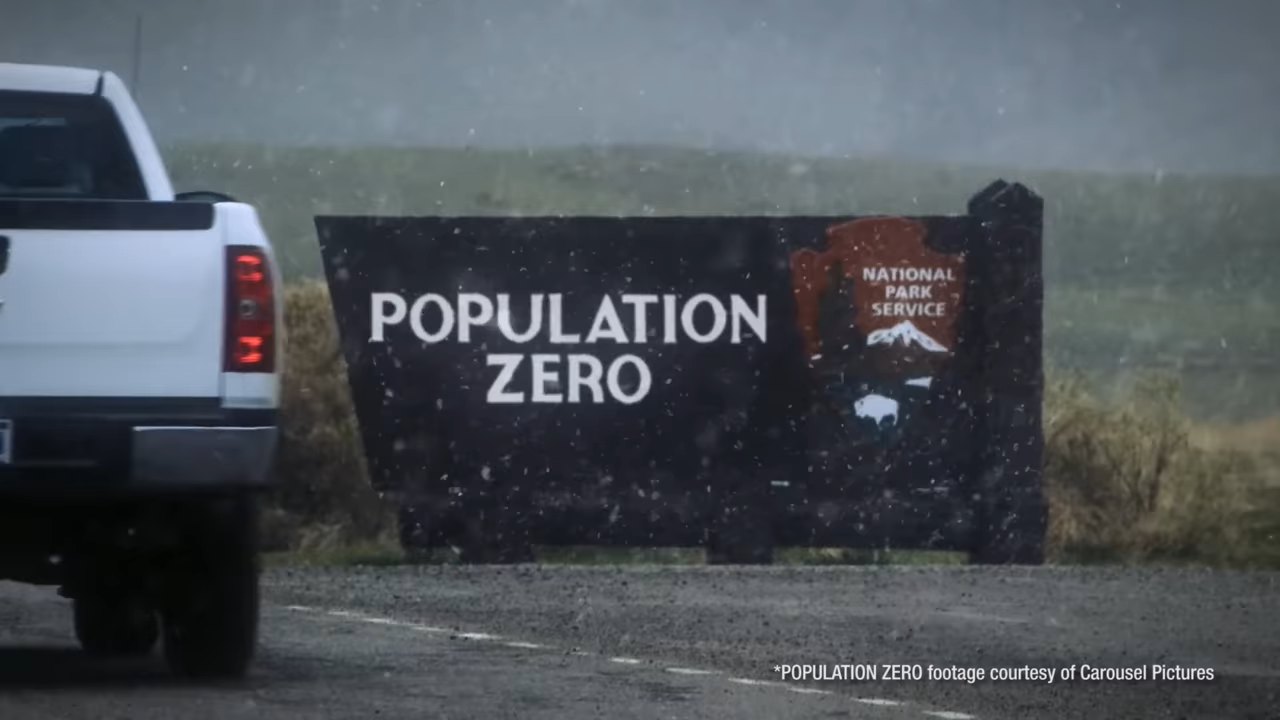 POPULATION
ZERO
NATIONAL
PARK
SERVICE
*POPULATION ZERO footage courtesy of Carousel Pictures